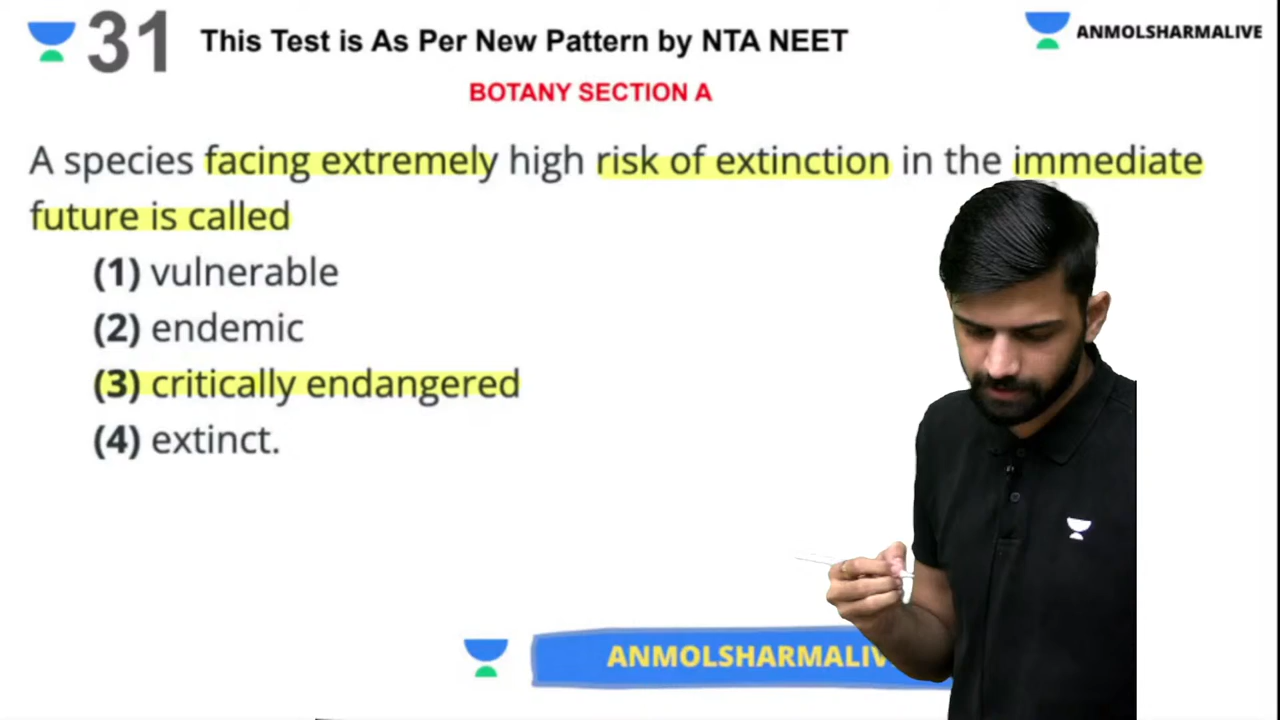 31 This Test is As Per New Pattern by NTA NEET
ANMOLSHARMALIVE
BOTANY SECTION A
A species facing extremely high risk of extinction in the immediate
future is called
(1) vulnerable
(2) endemic
(3) critically endangered
(4) extinct.
ANMOLSHARMALIV